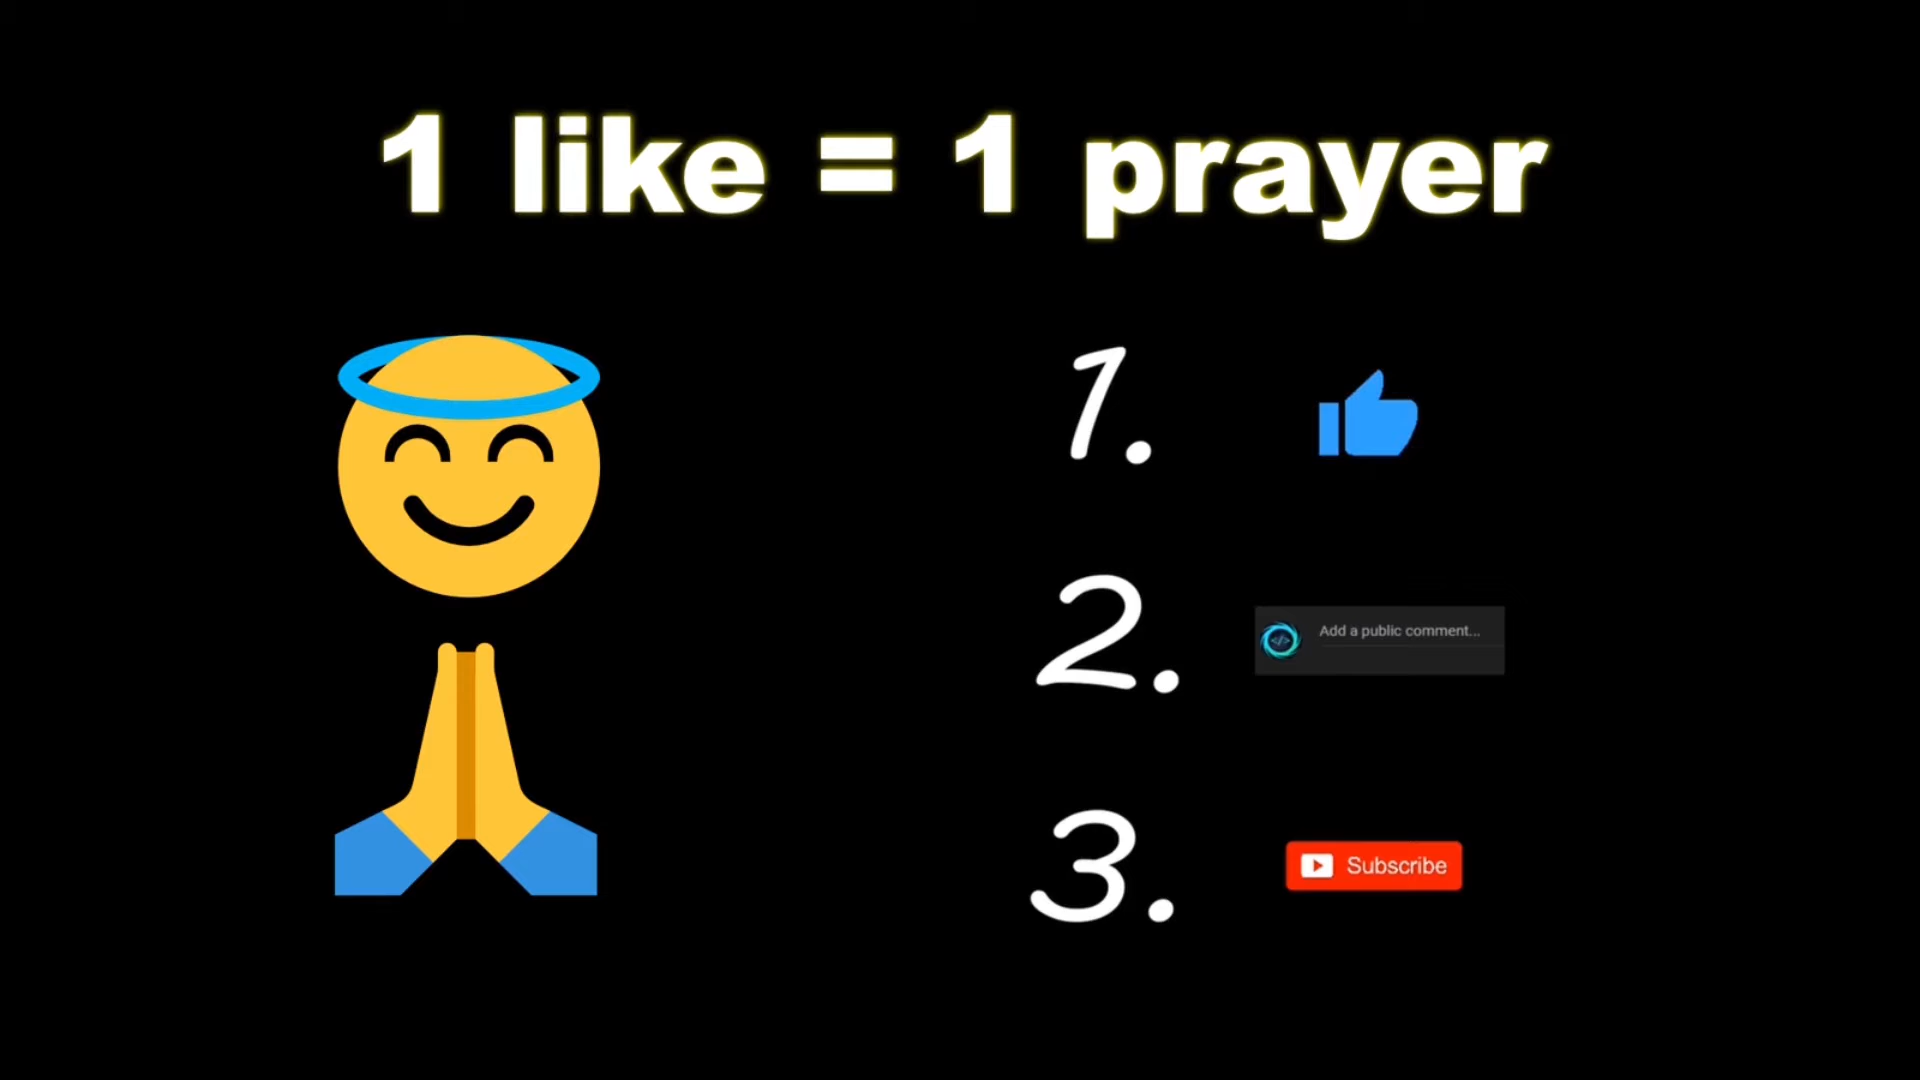 1 like = 1 prayer
1.
2. Add a public comment...
3. Subscribe